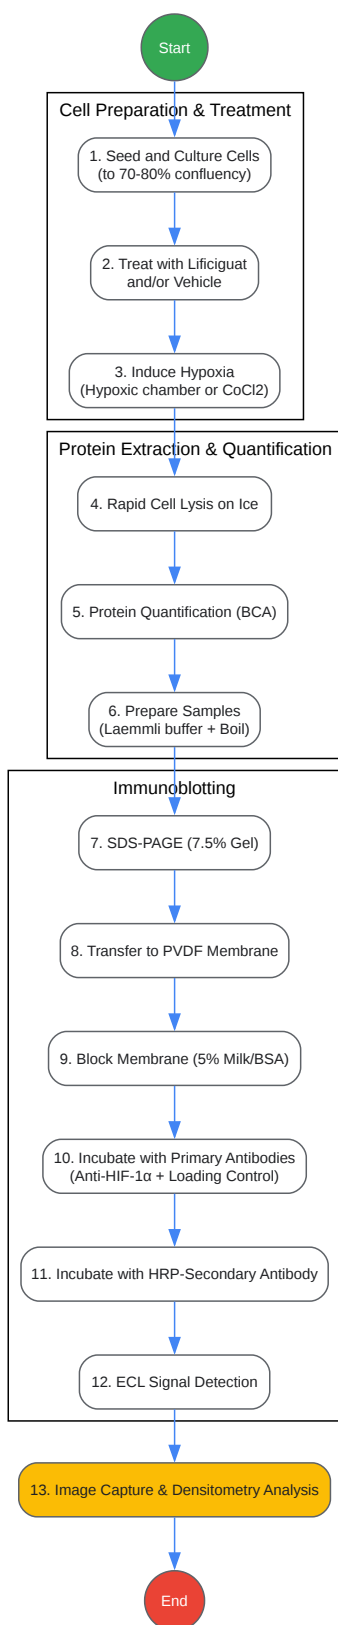 Start
Cell Preparation & Treatment
1. Seed and Culture Cells
(to 70-80% confluency)
2. Treat with Lificiguat
and/or Vehicle
3. Induce Hypoxia
(Hypoxic chamber or CoCl2)
Protein Extraction & Quantification
4. Rapid Cell Lysis on Ice
5. Protein Quantification (BCA)
6. Prepare Samples
(Laemmli buffer + Boil)
Immunoblotting
7. SDS-PAGE (7.5% Gel)
8. Transfer to PVDF Membrane
9. Block Membrane (5% Milk/BSA)
10. Incubate with Primary Antibodies
(Anti-HIF-1α + Loading Control)
11. Incubate with HRP-Secondary Antibody
12. ECL Signal Detection
13. Image Capture & Densitometry Analysis
End